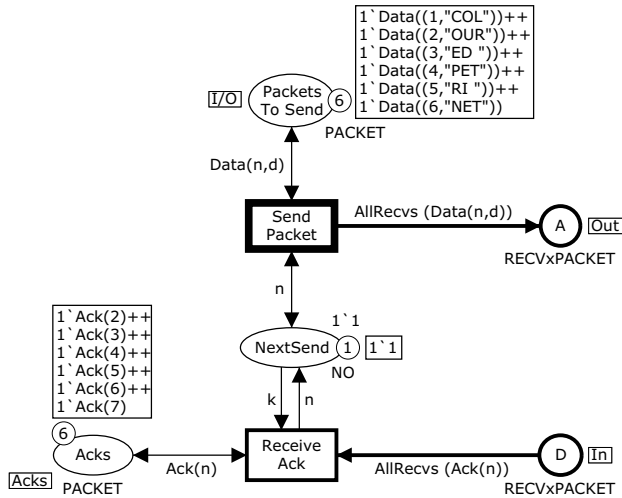 1`Data((1,"COL"))++
1`Data((2,"OUR"))++
1`Data((3,"ED "))++
1`Data((4,"PET"))++
1`Data((5,"RI "))++
1`Data((6,"NET"))
I/O
Packets
To Send
6
PACKET
Data(n,d)
Send
Packet
AllRecvs (Data(n,d))
A
Out
RECVxPACKET
n
1`1
NextSend
1
1`1
NO
1`Ack(2)++
1`Ack(3)++
1`Ack(4)++
1`Ack(5)++
1`Ack(6)++
1`Ack(7)
k
n
6
Acks
Acks
PACKET
Ack(n)
Receive
Ack
AllRecvs (Ack(n))
D
In
RECVxPACKET